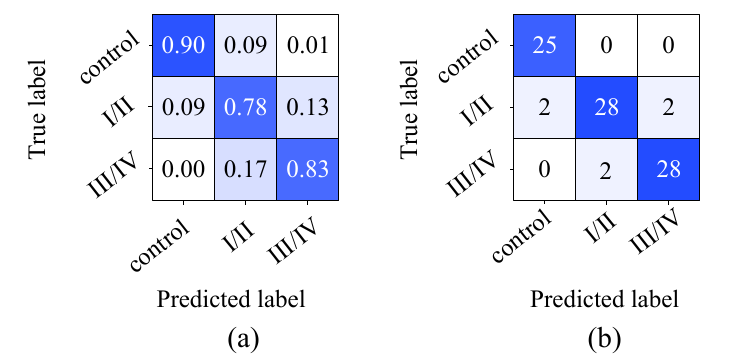 True label
control
0.90 0.09 0.01
I/II
0.09 0.78 0.13
III/IV
0.00 0.17 0.83
control I/II III/IV
Predicted label
(a)
True label
control
25 0 0
I/II
2 28 2
III/IV
0 2 28
control I/II III/IV
Predicted label
(b)